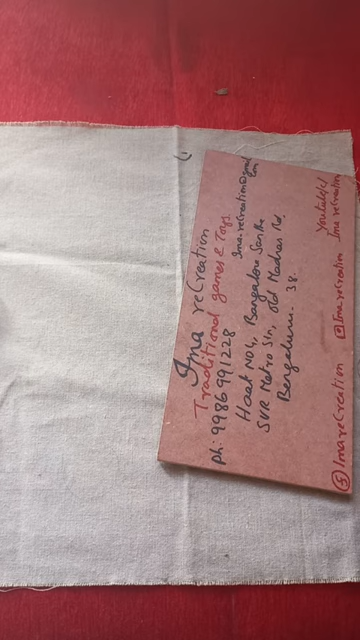 Ima reCreation
Traditional games & Toys.
ph: 9986991228
Ima.reCreation@gmail.com
Haat No 4, Bangalore Santhe
SVR Metro Stn, old Madras Rd,
Bengaluru. 38.
Imarecreation
Ima reCreation
Youtube
Ima reCreation